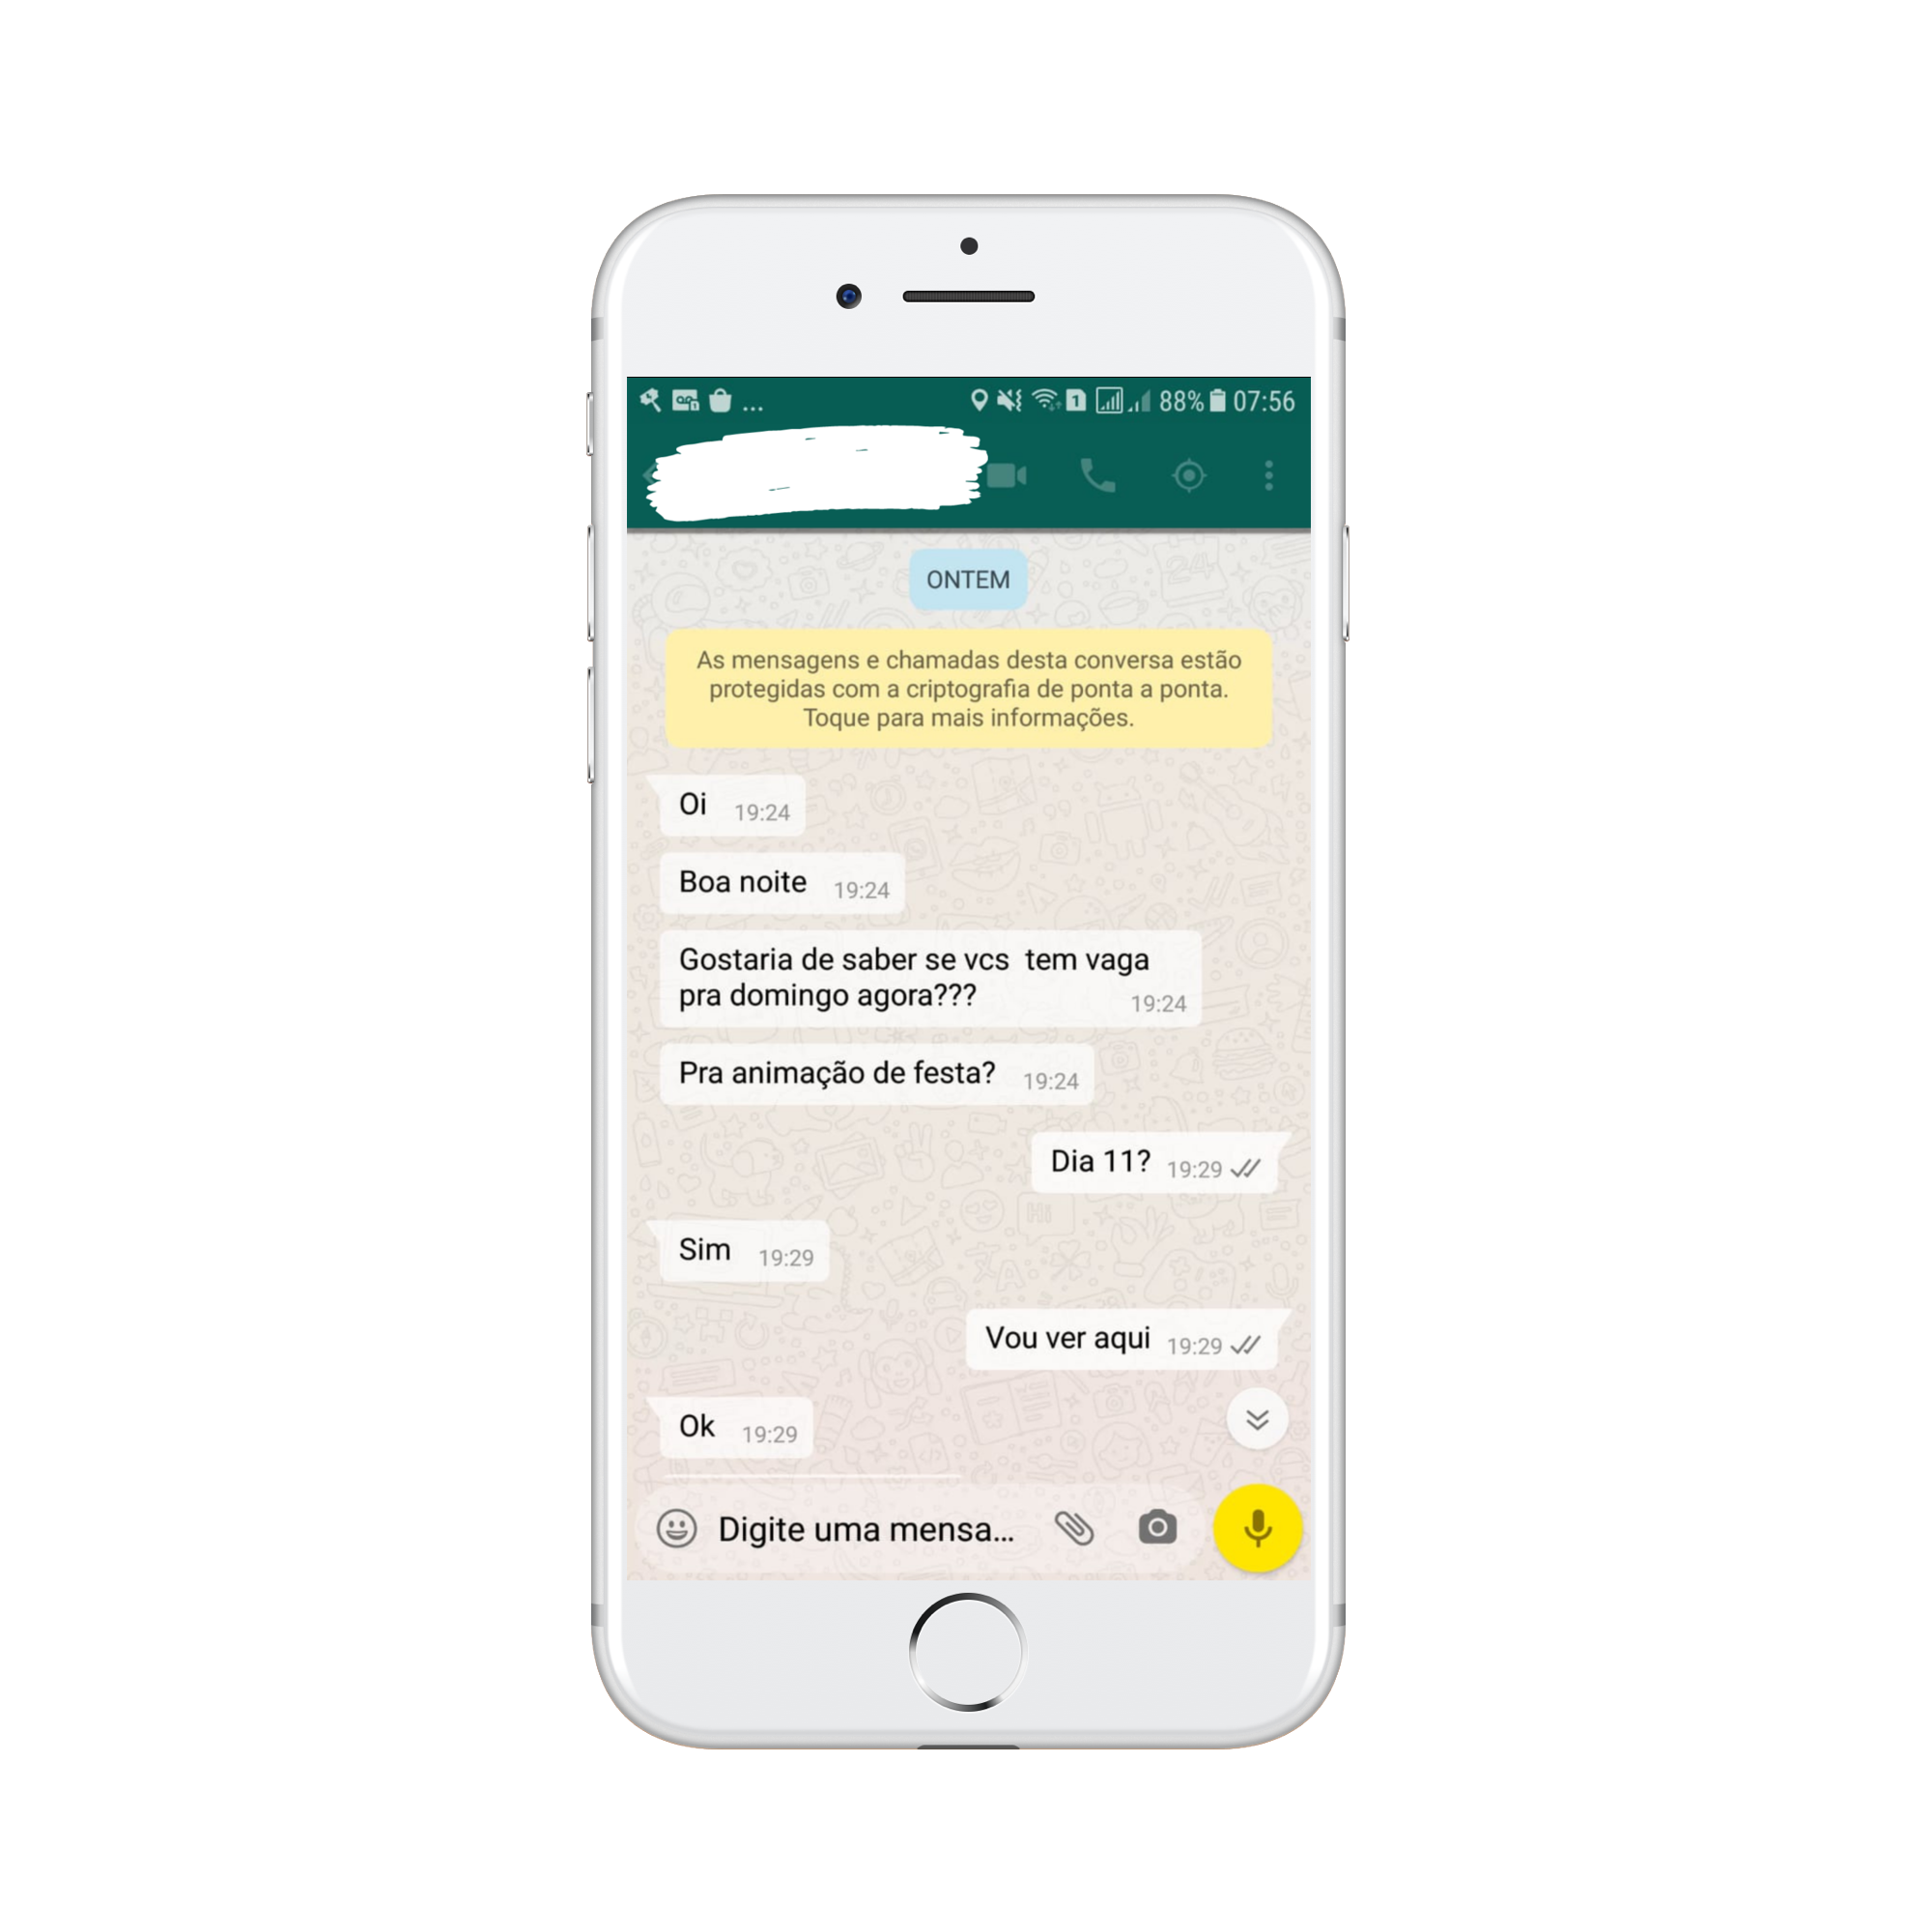 ... 1 88% 07:56
ONTEM
As mensagens e chamadas desta conversa estão
protegidas com a criptografia de ponta a ponta.
Toque para mais informações.
Oi 19:24
Boa noite 19:24
Gostaria de saber se vcs  tem vaga
pra domingo agora??? 19:24
Pra animação de festa? 19:24
Dia 11? 19:29
Sim 19:29
Vou ver aqui 19:29
Ok 19:29
Digite uma mensa...